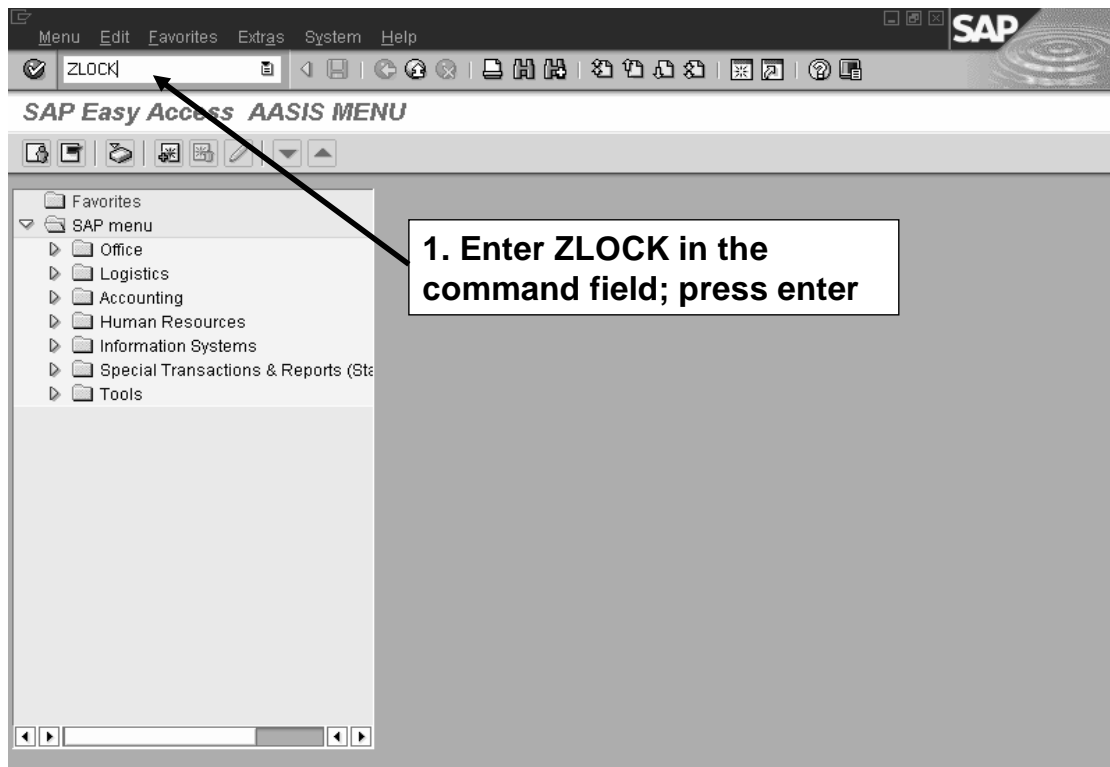 Menu Edit Favorites Extras System Help
SAP
ZLOCK
SAP Easy Access AASIS MENU
Favorites
SAP menu
Office
Logistics
Accounting
Human Resources
Information Systems
Special Transactions & Reports (Sta
Tools
1. Enter ZLOCK in the
command field; press enter